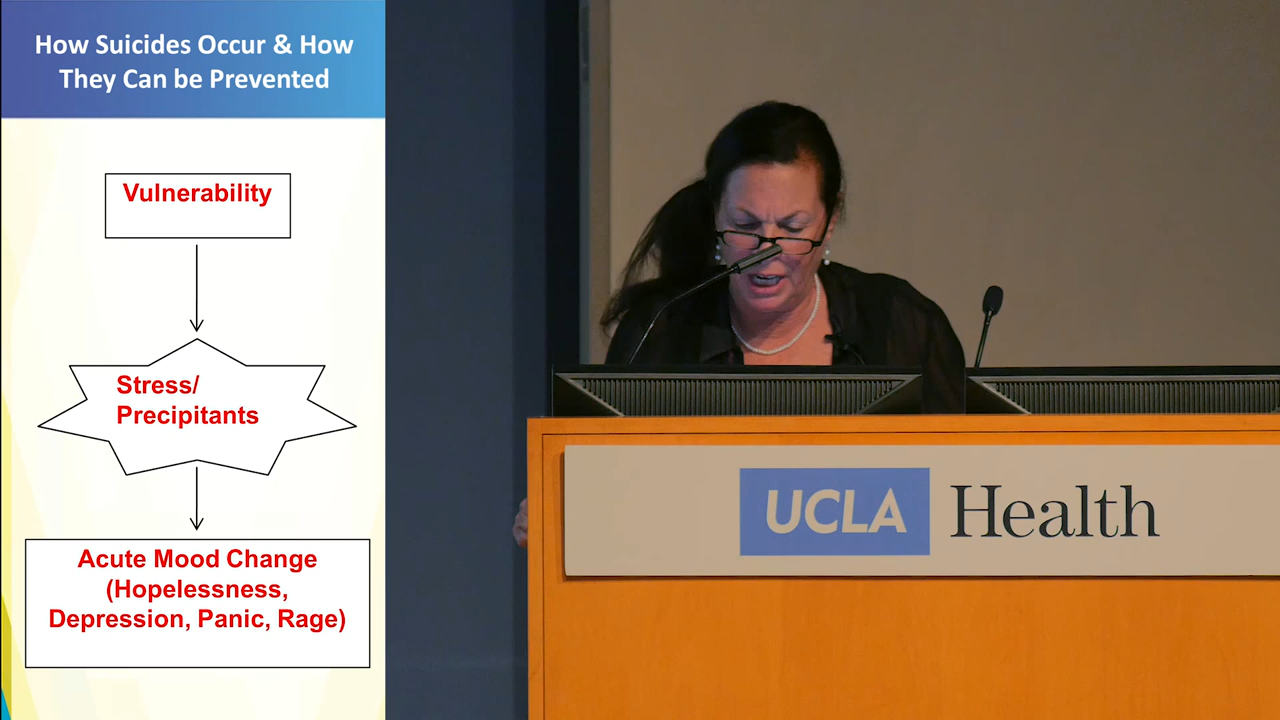 How Suicides Occur & How
They Can be Prevented
Vulnerability
Stress/
Precipitants
Acute Mood Change
(Hopelessness,
Depression, Panic, Rage)
UCLA Health